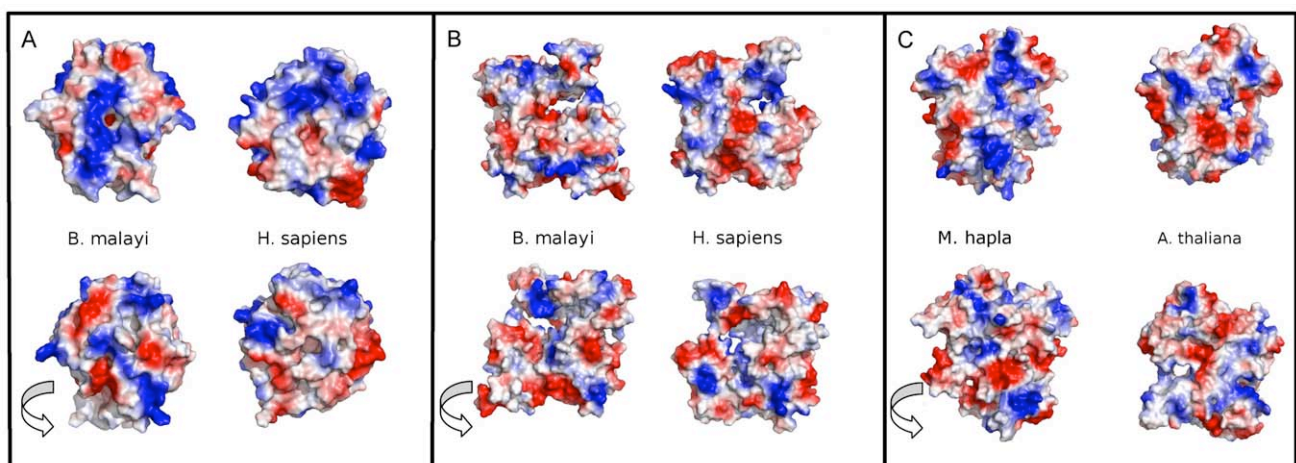 A
B. malayi
H. sapiens
B
B. malayi
H. sapiens
C
M. hapla
A. thaliana